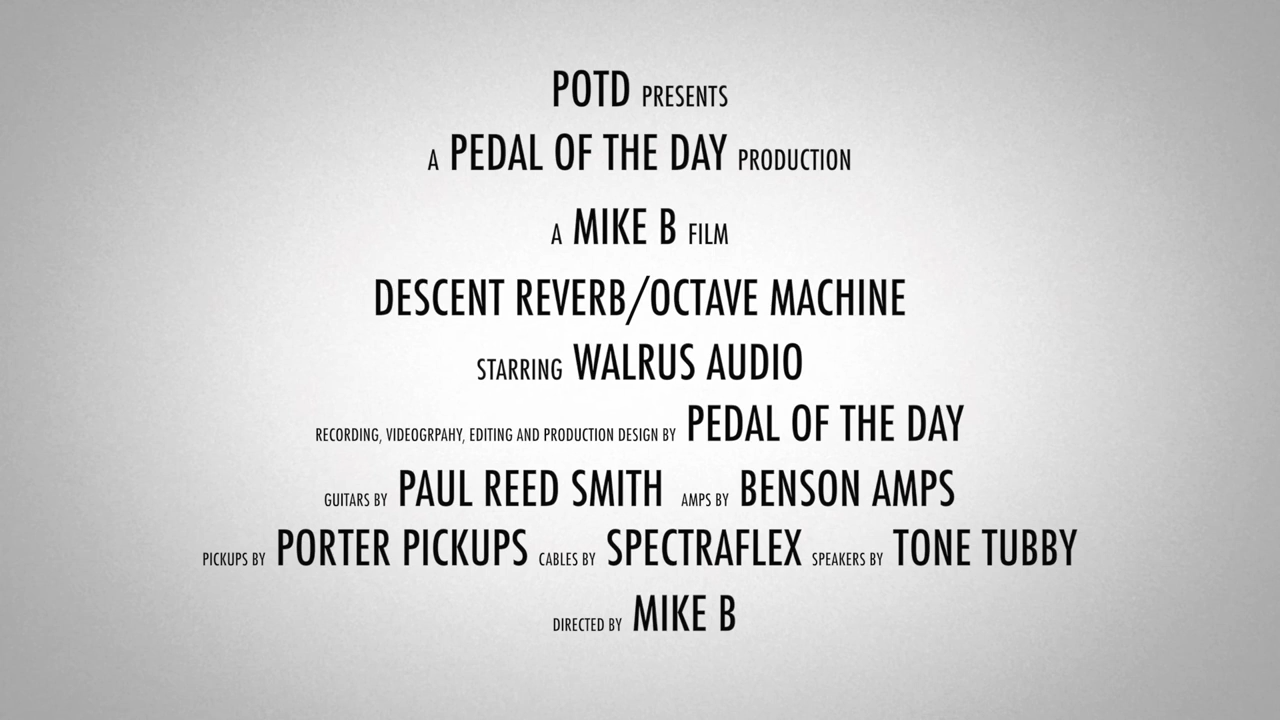 POTD PRESENTS
A PEDAL OF THE DAY PRODUCTION
A MIKE B FILM
DESCENT REVERB/OCTAVE MACHINE
STARRING WALRUS AUDIO
RECORDING, VIDEOGRPAHY, EDITING AND PRODUCTION DESIGN BY PEDAL OF THE DAY
GUITARS BY PAUL REED SMITH AMPS BY BENSON AMPS
PICKUPS BY PORTER PICKUPS CABLES BY SPECTRAFLEX SPEAKERS BY TONE TUBBY
DIRECTED BY MIKE B